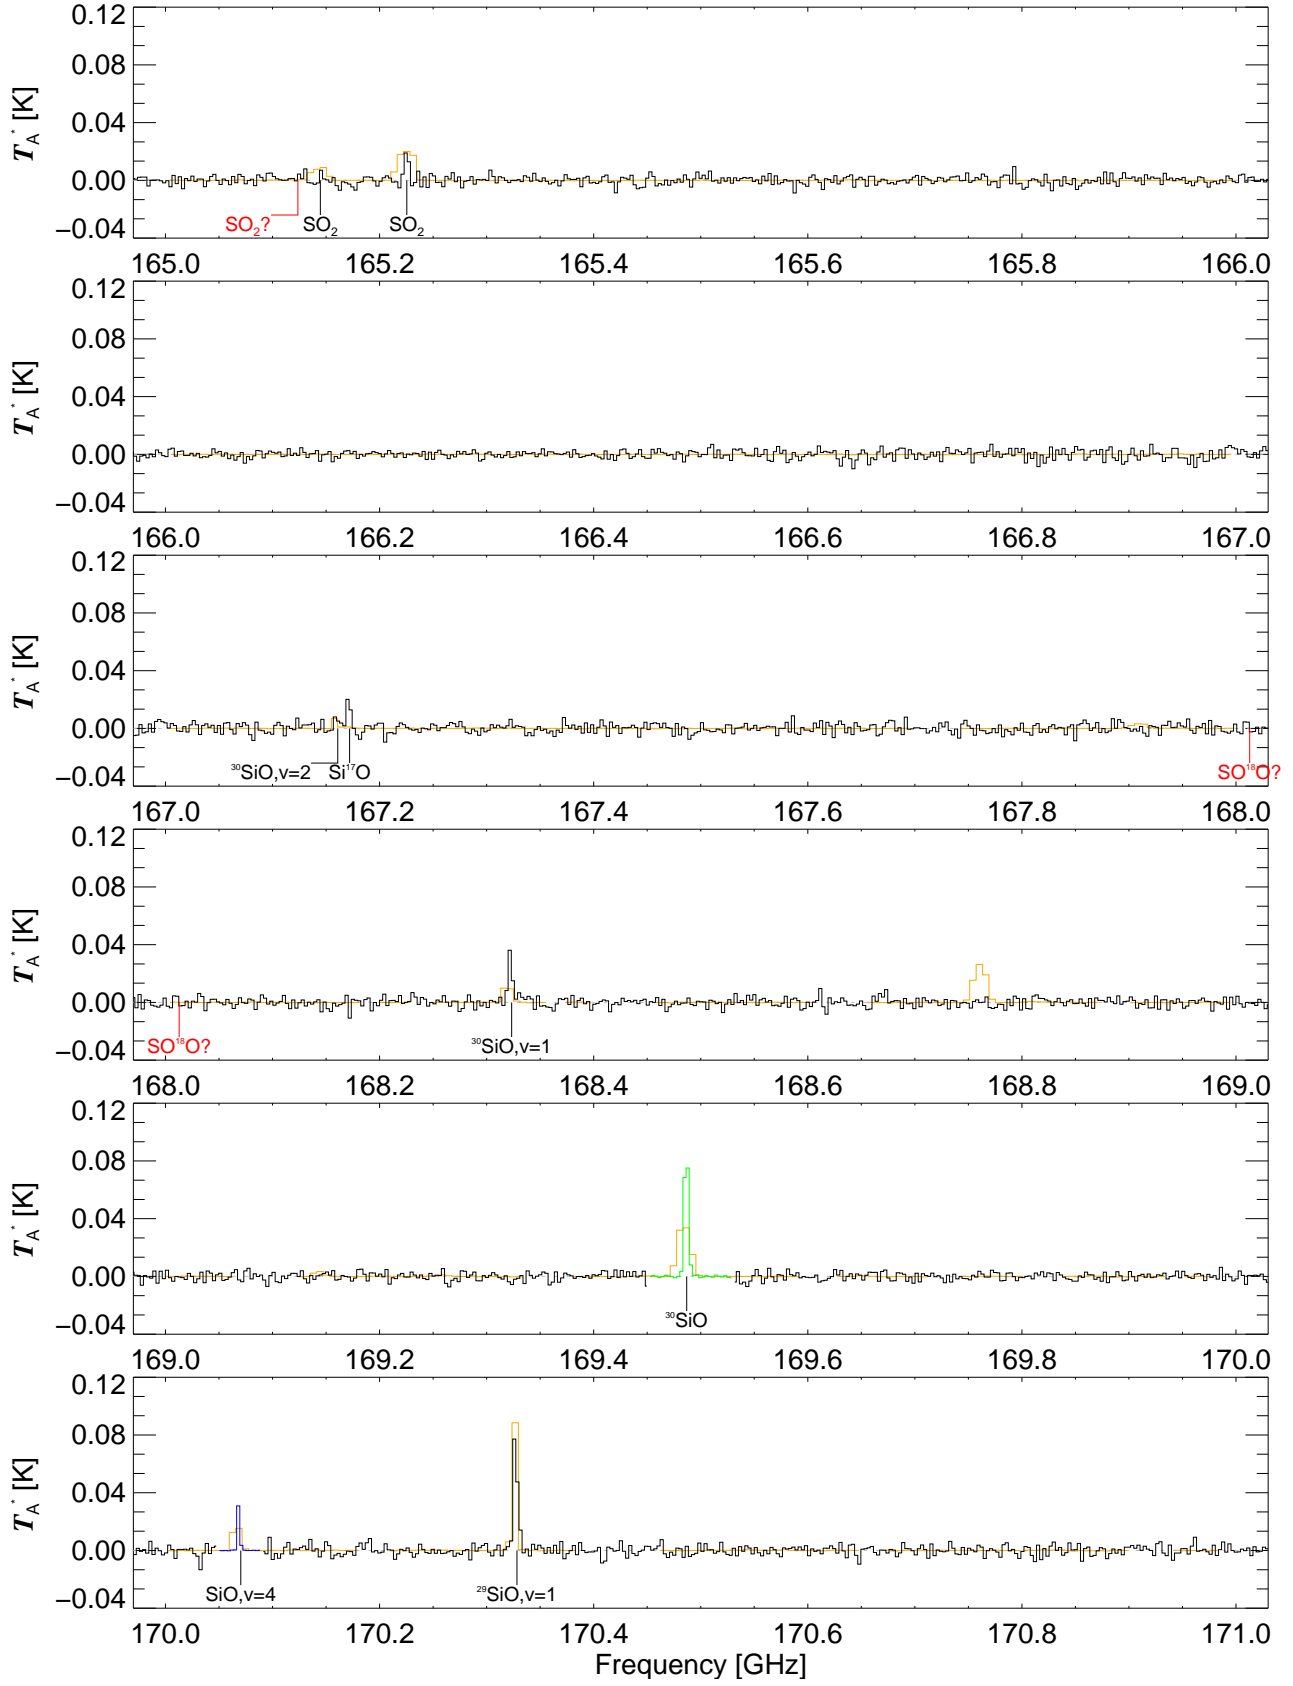 0.12
0.08
0.04
0.00
−0.04
T_A^* [K]
SO₂? SO₂ SO₂
165.0 165.2 165.4 165.6 165.8 166.0
0.12
0.08
0.04
0.00
−0.04
T_A^* [K]
166.0 166.2 166.4 166.6 166.8 167.0
0.12
0.08
0.04
0.00
−0.04
T_A^* [K]
³⁰SiO,v=2 Si¹⁷O SO¹⁸O?
167.0 167.2 167.4 167.6 167.8 168.0
0.12
0.08
0.04
0.00
−0.04
T_A^* [K]
SO¹⁸O? ³⁰SiO,v=1
168.0 168.2 168.4 168.6 168.8 169.0
0.12
0.08
0.04
0.00
−0.04
T_A^* [K]
³⁰SiO
169.0 169.2 169.4 169.6 169.8 170.0
0.12
0.08
0.04
0.00
−0.04
T_A^* [K]
SiO,v=4 ²⁹SiO,v=1
170.0 170.2 170.4 170.6 170.8 171.0
Frequency [GHz]